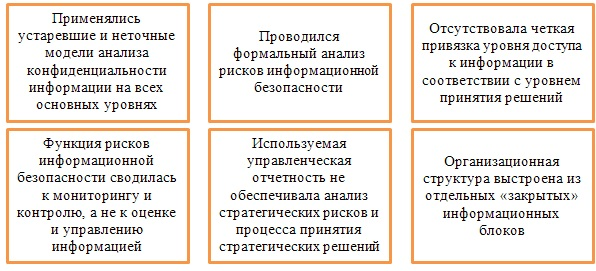 Применялись
устаревшие и неточные
модели анализа
конфиденциальности
информации на всех
основных уровнях
Проводился
формальный анализ
рисков информационной
безопасности
Отсутствовала четкая
привязка уровня доступа
к информации в
соответствии с уровнем
принятия решений
Функция рисков
информационной
безопасности сводилась
к мониторингу и
контролю, а не к оценке
и управлению
информацией
Используемая
управленческая
отчетность не
обеспечивала анализ
стратегических рисков и
процесса принятия
стратегических решений
Организационная
структура выстроена из
отдельных «закрытых»
информационных
блоков